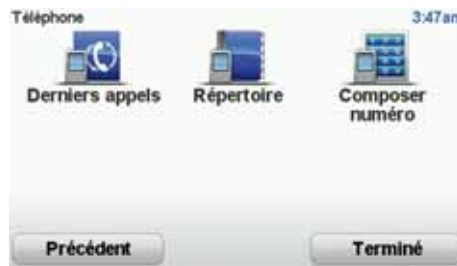 Téléphone 3:47am
Derniers appels Répertoire Composer
numéro
Précédent Terminé